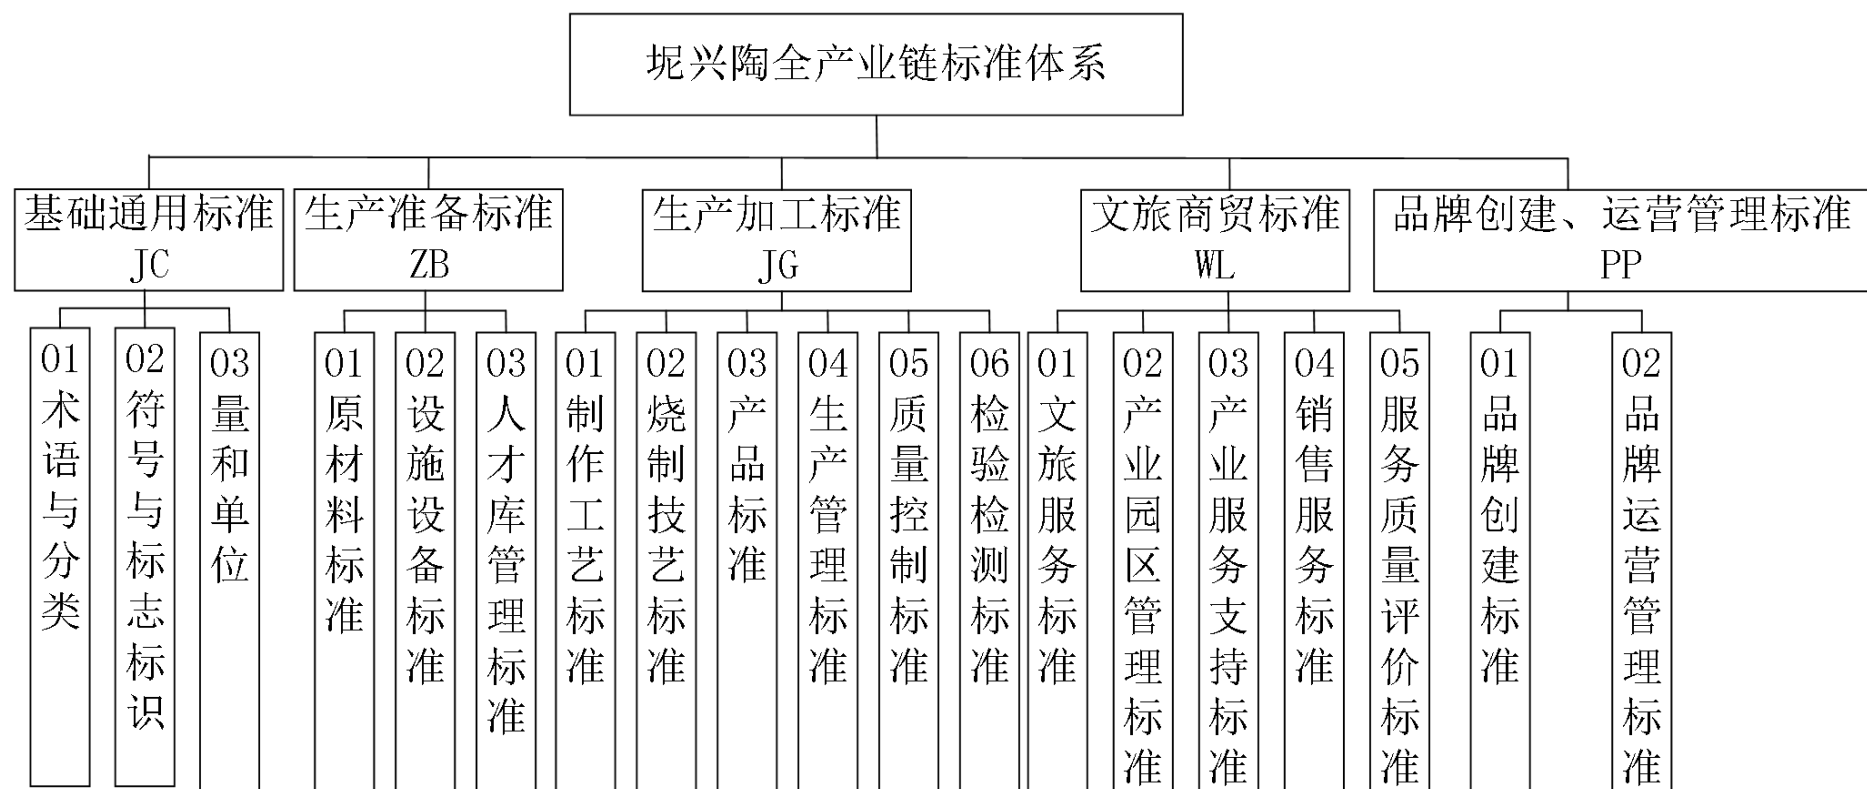 坭兴陶全产业链标准体系
基础通用标准
JC
生产准备标准
ZB
生产加工标准
JG
文旅商贸标准
WL
品牌创建、运营管理标准
PP
01术语与分类
02符号与标志标识
03量和单位
01原材料标准
02设施设备标准
03人才库管理标准
01制作工艺标准
02烧制技艺标准
03产品标准
04生产管理标准
05质量控制标准
06检验检测标准
01文旅服务标准
02产业园区管理标准
03产业服务支持标准
04销售服务标准
05服务质量评价标准
01品牌创建标准
02品牌运营管理标准